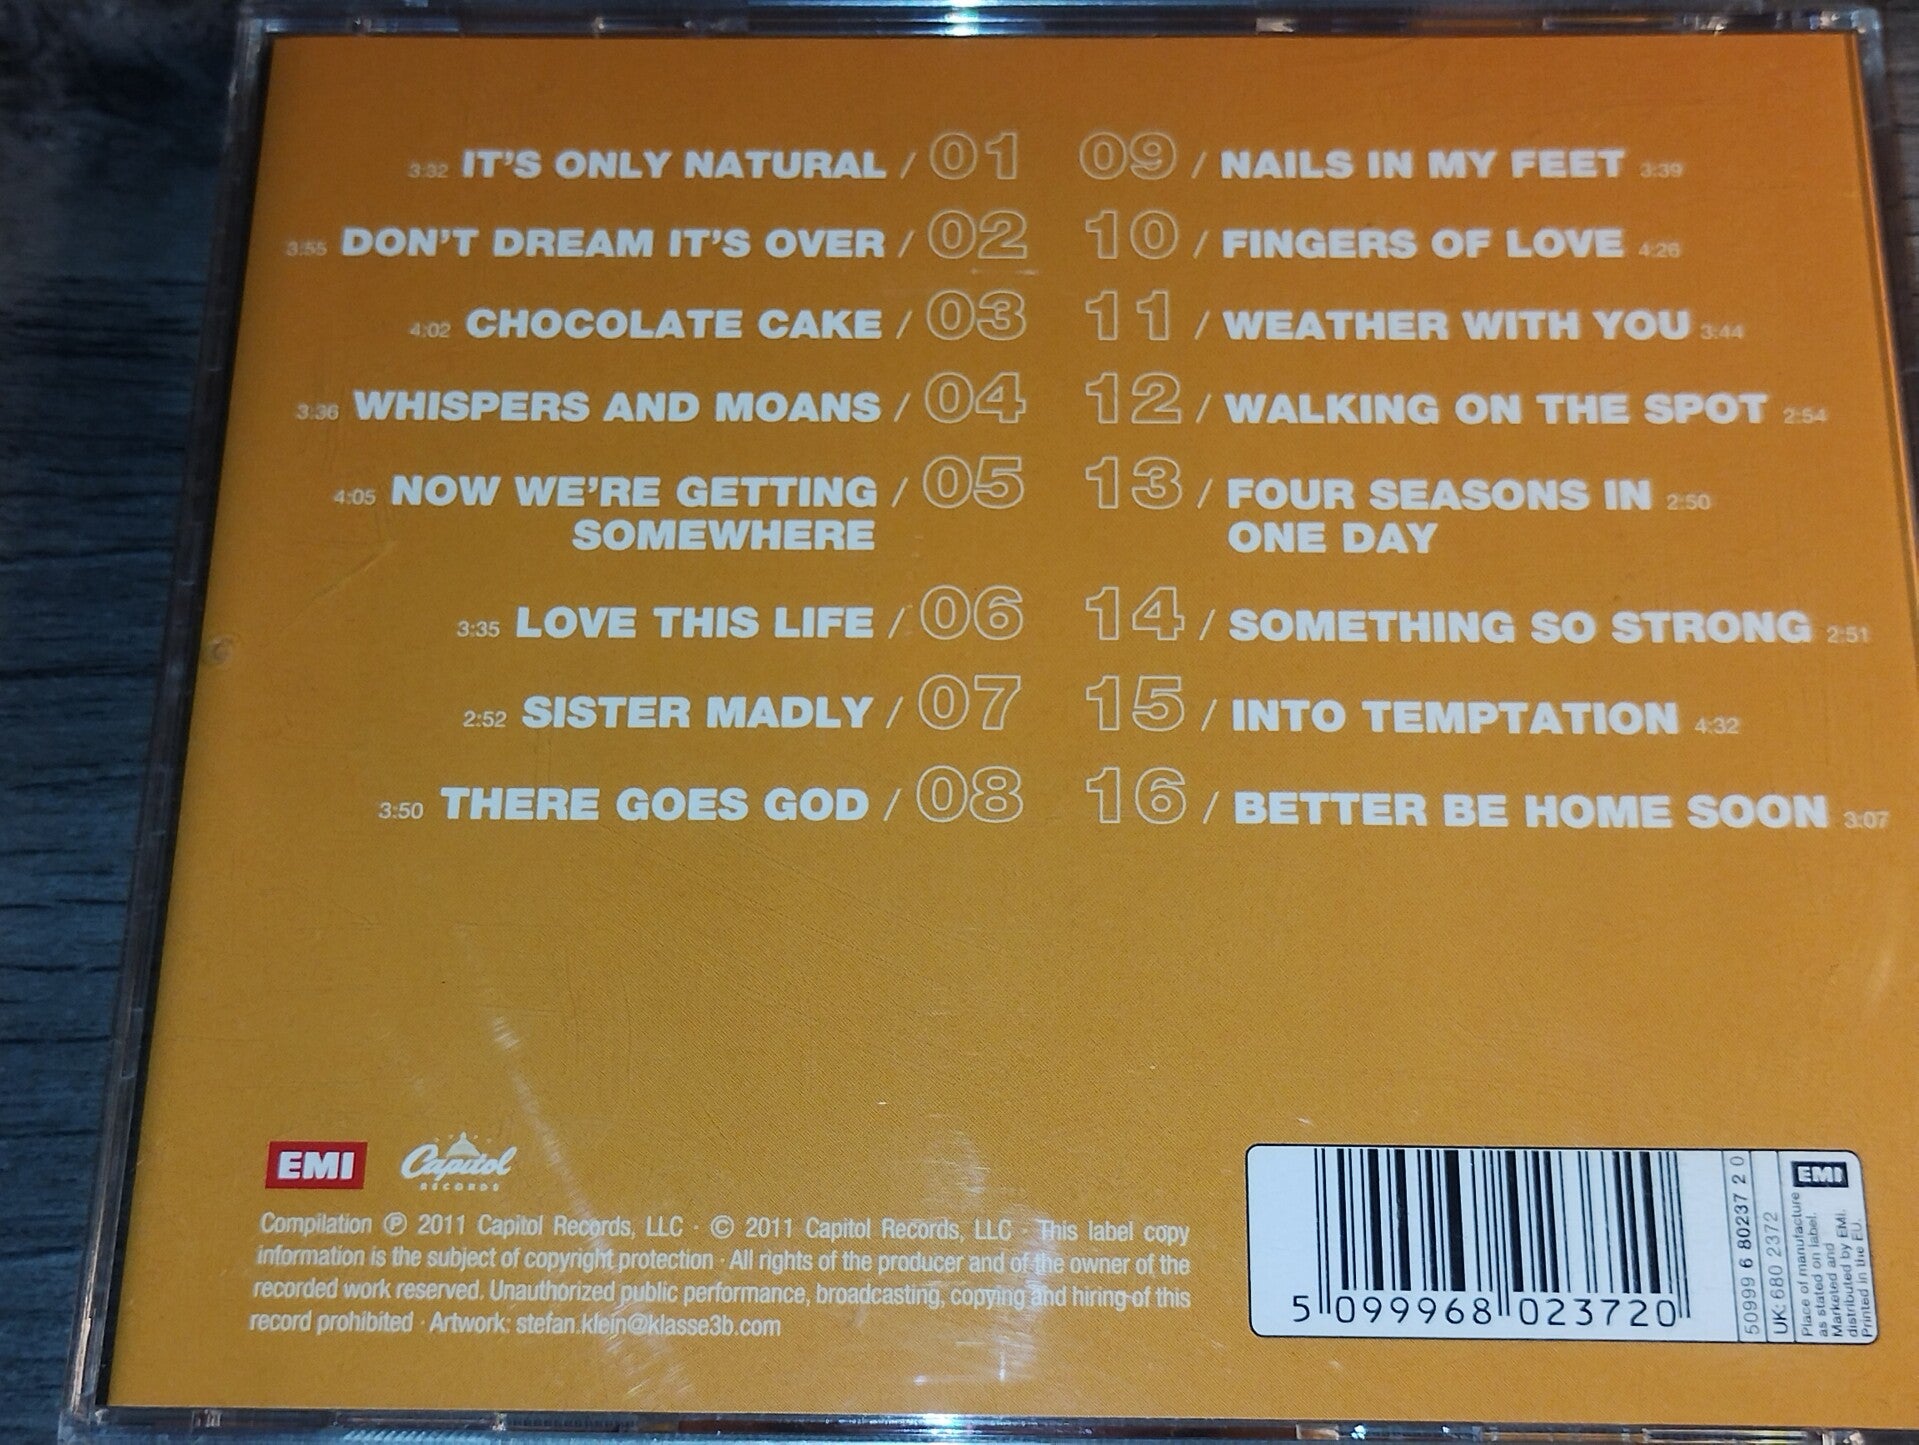 3:32 IT'S ONLY NATURAL / 01
3:55 DON'T DREAM IT'S OVER / 02
4:02 CHOCOLATE CAKE / 03
3:36 WHISPERS AND MOANS / 04
4:05 NOW WE'RE GETTING / 05
SOMEWHERE
3:35 LOVE THIS LIFE / 06
2:52 SISTER MADLY / 07
3:50 THERE GOES GOD / 08
09 / NAILS IN MY FEET 3:39
10 / FINGERS OF LOVE 4:26
11 / WEATHER WITH YOU 3:44
12 / WALKING ON THE SPOT 2:54
13 / FOUR SEASONS IN 2:50
ONE DAY
14 / SOMETHING SO STRONG 2:51
15 / INTO TEMPTATION 4:32
16 / BETTER BE HOME SOON 3:07
EMI
Capitol
RECORDS
Compilation ℗ 2011 Capitol Records, LLC · © 2011 Capitol Records, LLC · This label copy
information is the subject of copyright protection · All rights of the producer and of the owner of the
recorded work reserved. Unauthorized public performance, broadcasting, copying and hiring of this
record prohibited · Artwork: stefan.klein@klasse3b.com
5 099968 023720
50999 6 80237 2 0
UK: 680 2372
EMI
Place of manufacture
as stated on label.
Marketed and
distributed by EMI.
Printed in the EU.